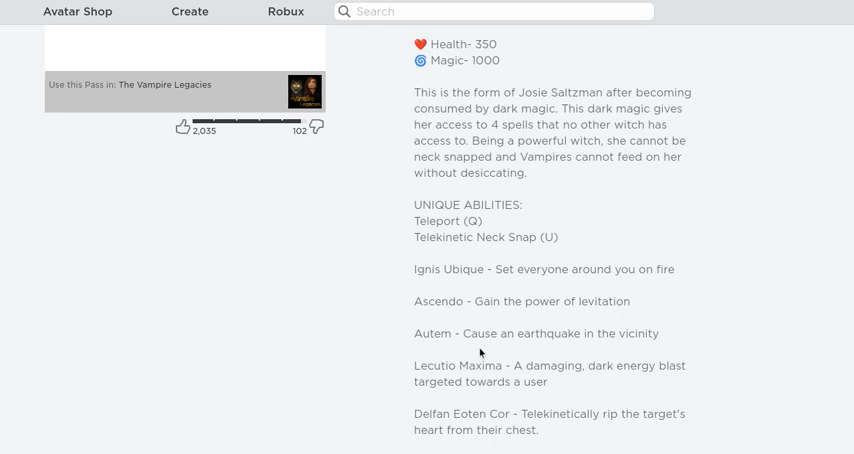 Avatar Shop
Create
Robux
Search
Use this Pass in: The Vampire Legacies
2,035
102
❤️ Health- 350
🌀 Magic- 1000
This is the form of Josie Saltzman after becoming
consumed by dark magic. This dark magic gives
her access to 4 spells that no other witch has
access to. Being a powerful witch, she cannot be
neck snapped and Vampires cannot feed on her
without desiccating.
UNIQUE ABILITIES:
Teleport (Q)
Telekinetic Neck Snap (U)
Ignis Ubique - Set everyone around you on fire
Ascendo - Gain the power of levitation
Autem - Cause an earthquake in the vicinity
Lecutio Maxima - A damaging, dark energy blast
targeted towards a user
Delfan Eoten Cor - Telekinetically rip the target's
heart from their chest.